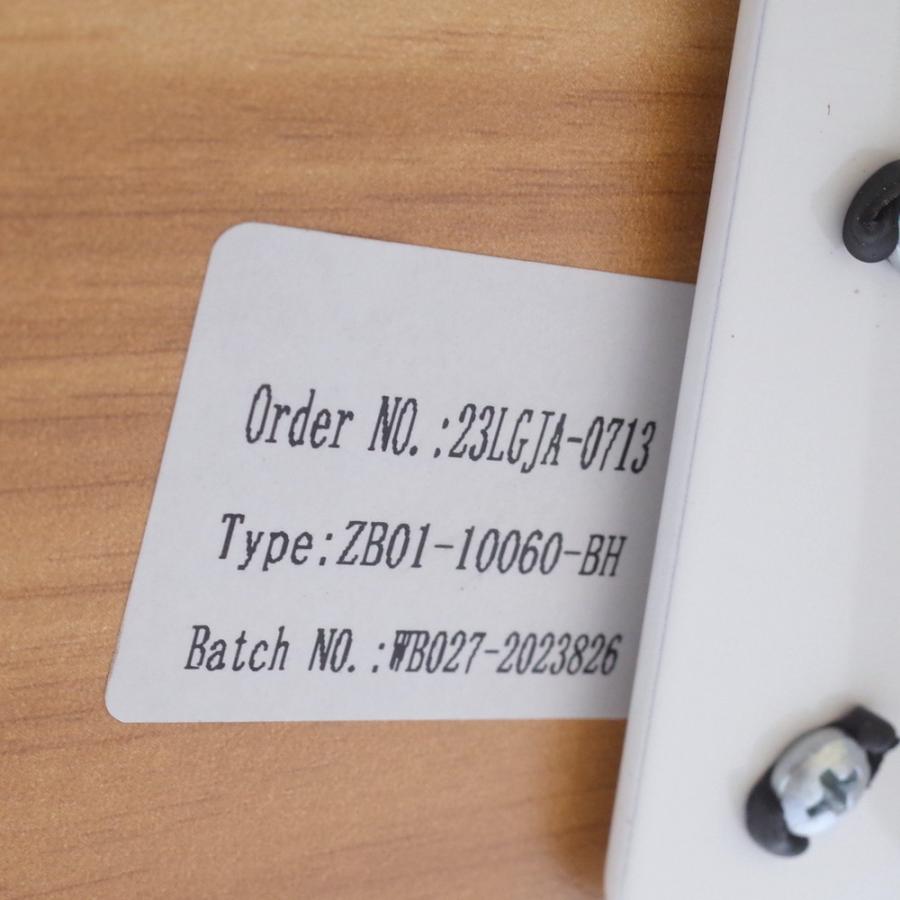 Order NO.:23LGJA-0713
Type:ZB01-10060-BH
Batch NO.:WB027-2023826